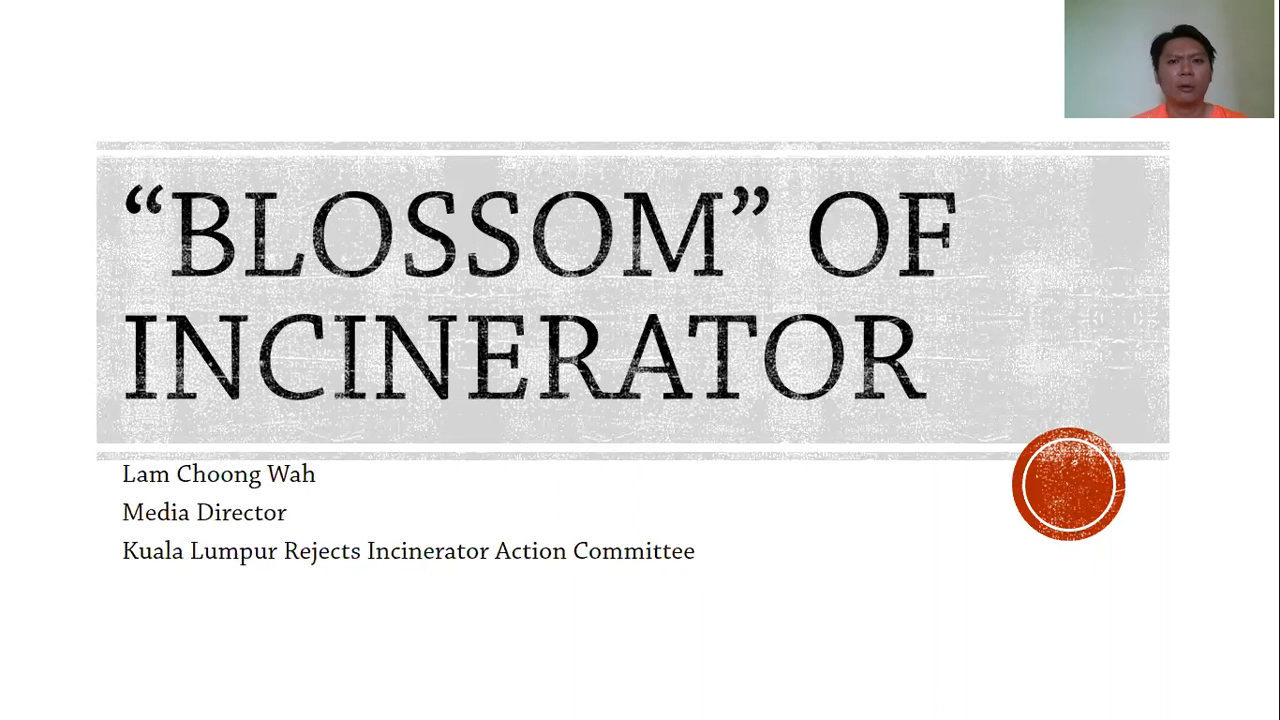 “BLOSSOM” OF
INCINERATOR
Lam Choong Wah
Media Director
Kuala Lumpur Rejects Incinerator Action Committee